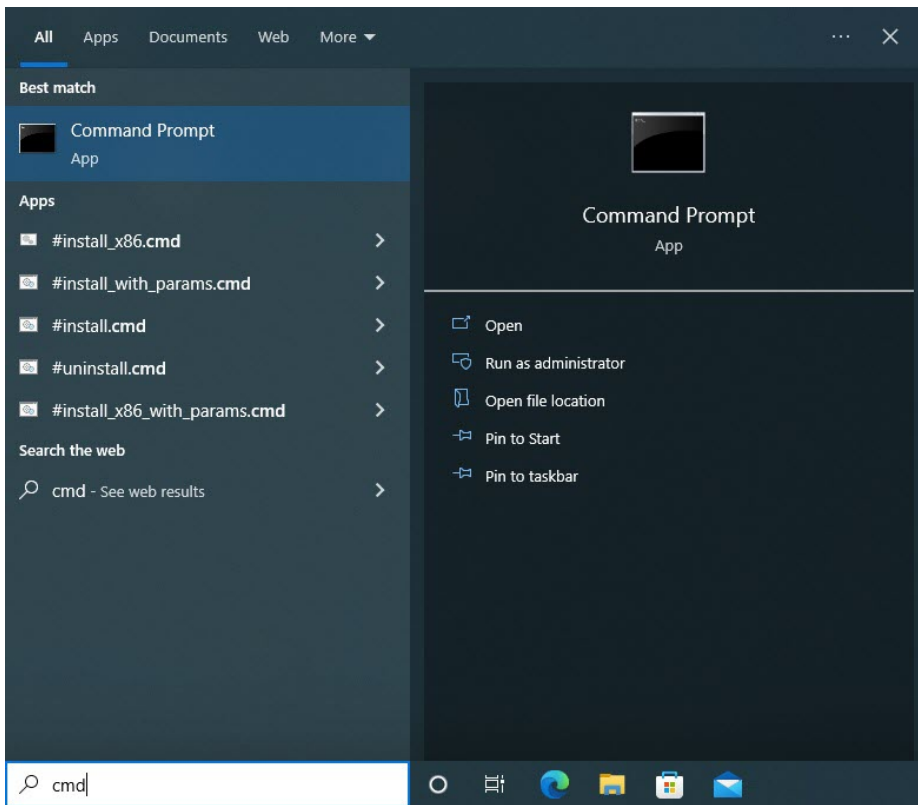 All Apps Documents Web More
Best match
Command Prompt
App
Apps
#install_x86.cmd
#install_with_params.cmd
#install.cmd
#uninstall.cmd
#install_x86_with_params.cmd
Search the web
cmd - See web results
Command Prompt
App
Open
Run as administrator
Open file location
Pin to Start
Pin to taskbar
cmd